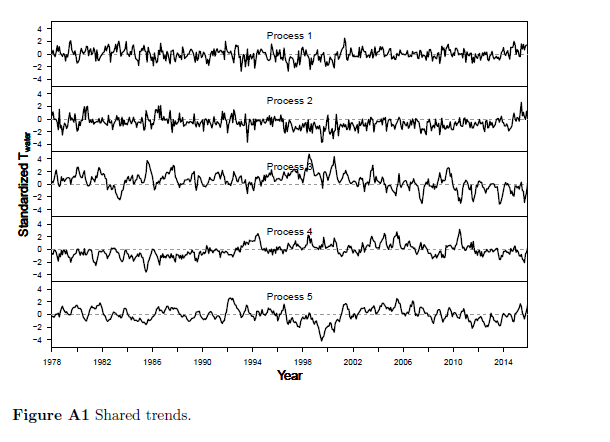 Process 1
4
2
0
−2
−4
Process 2
4
2
0
−2
−4
Process 3
4
2
0
−2
−4
Process 4
4
2
0
−2
−4
Process 5
4
2
0
−2
−4
Standardized Twater
1978 1982 1986 1990 1994 1998 2002 2006 2010 2014
Year
Figure A1 Shared trends.